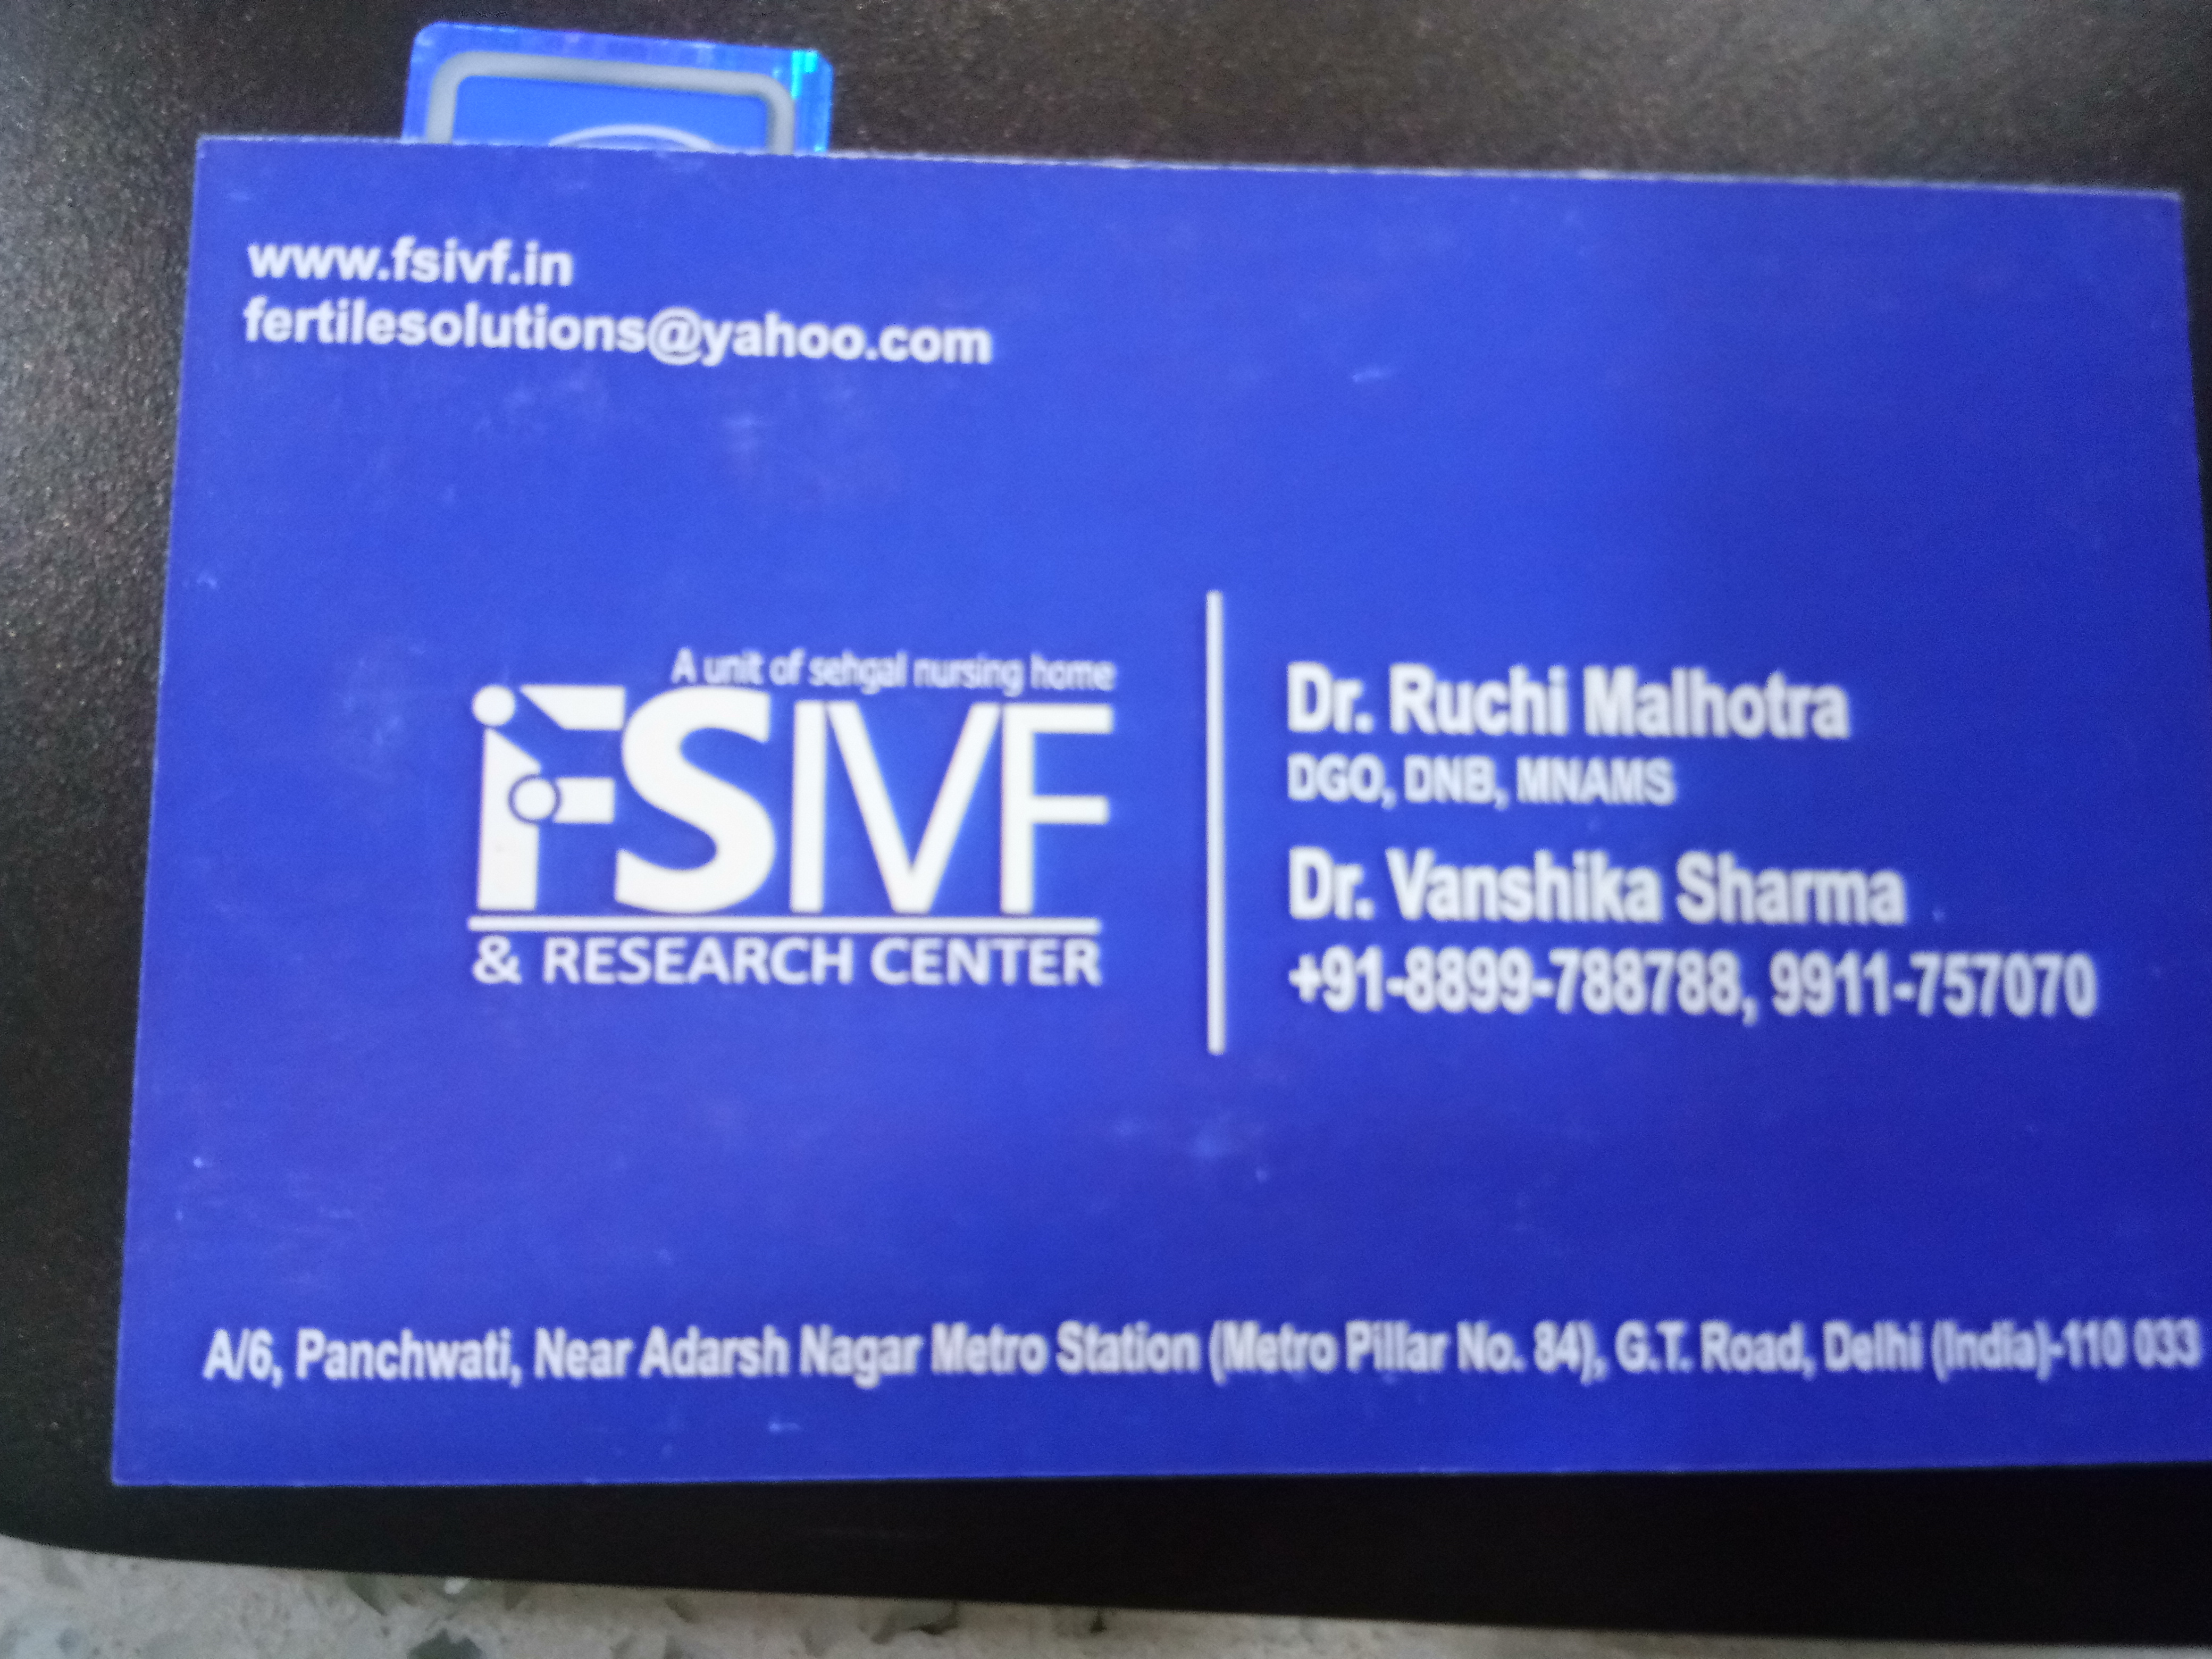 www.fsivf.in
fertilesolutions@yahoo.com
A unit of sehgal nursing home
FSIVF
& RESEARCH CENTER
Dr. Ruchi Malhotra
DGO, DNB, MNAMS
Dr. Vanshika Sharma
+91-8899-788788, 9911-757070
A/6, Panchwati, Near Adarsh Nagar Metro Station (Metro Pillar No. 84), G.T. Road, Delhi (India)-110 033